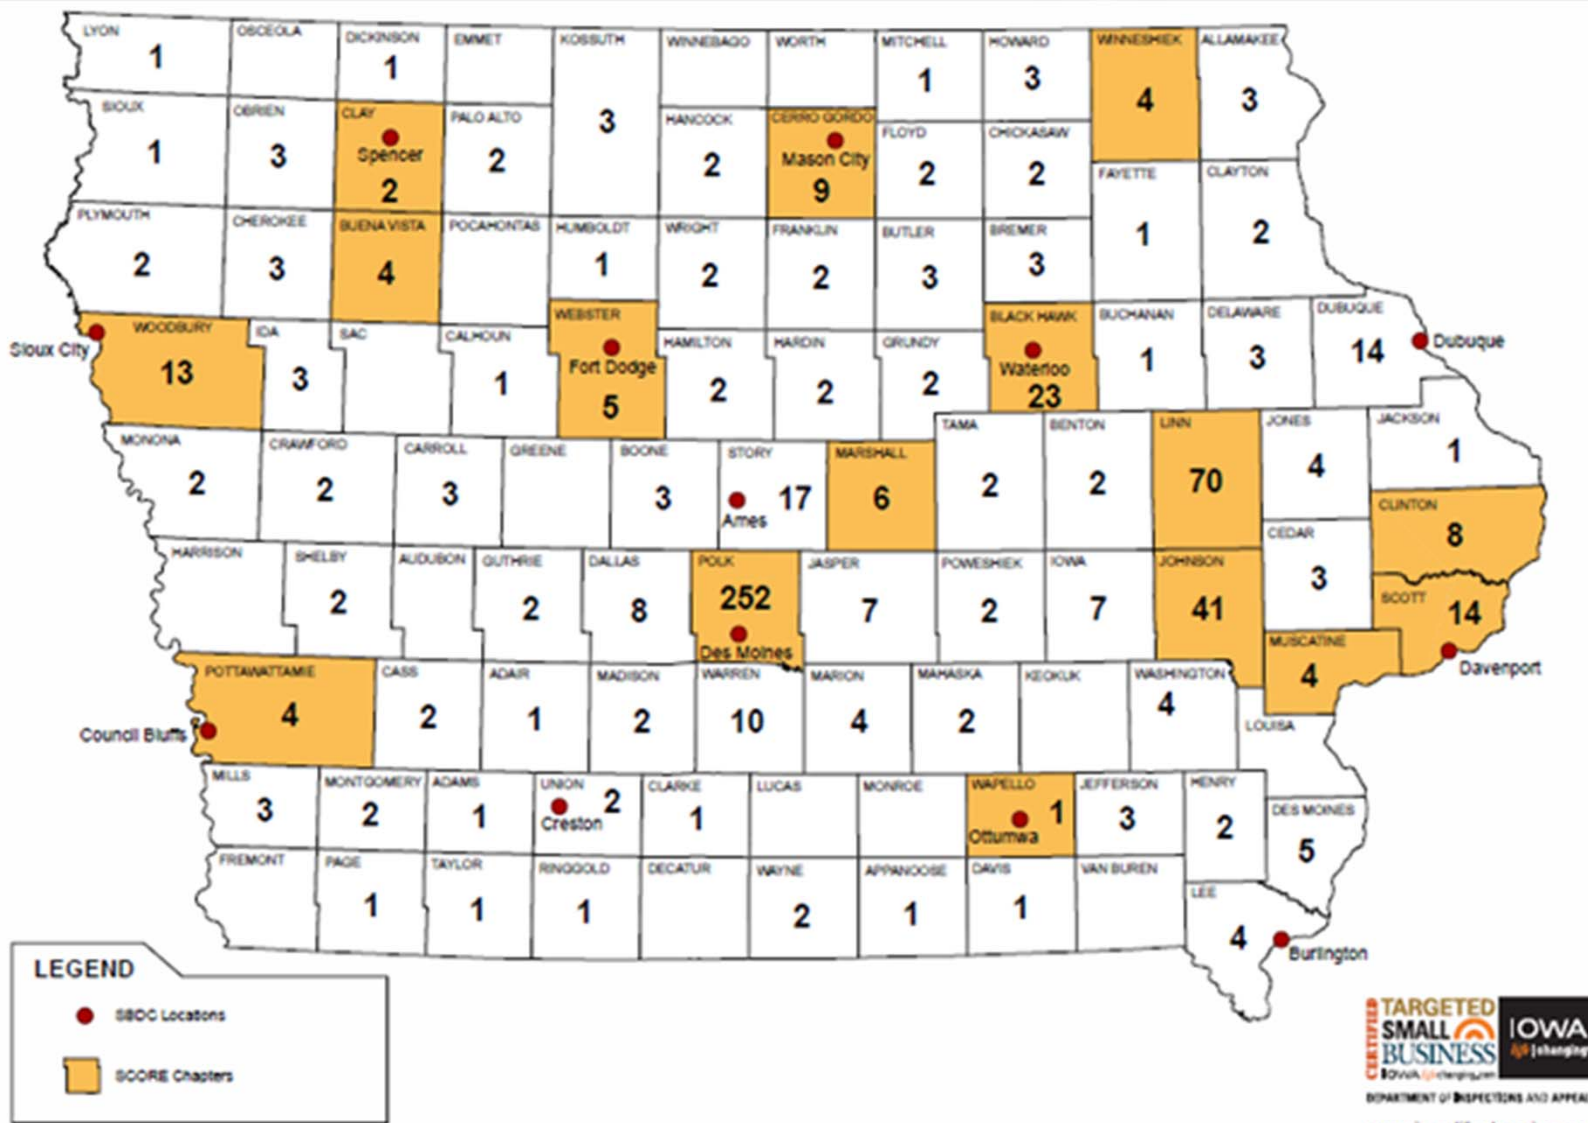 LYON
1
OSCEOLA
DICKINSON
1
EMMET
KOSSUTH
3
WINNEBAGO
WORTH
MITCHELL
1
HOWARD
3
WINNESHIEK
4
ALLAMAKEE
3
SIOUX
1
OBRIEN
3
CLAY
Spencer
2
PALO ALTO
2
HANCOCK
2
CERRO GORDO
Mason City
9
FLOYD
2
CHICKASAW
2
FAYETTE
1
CLAYTON
2
PLYMOUTH
2
CHEROKEE
3
BUENA VISTA
4
POCAHONTAS
HUMBOLDT
1
WRIGHT
2
FRANKLIN
2
BUTLER
3
BREMER
3
Sioux City
WOODBURY
13
IDA
3
SAC
CALHOUN
1
WEBSTER
Fort Dodge
5
HAMILTON
2
HARDIN
2
GRUNDY
2
BLACK HAWK
Waterloo
23
BUCHANAN
1
DELAWARE
3
DUBUQUE
14
Dubuque
MONONA
2
CRAWFORD
2
CARROLL
3
GREENE
BOONE
3
STORY
17
Ames
MARSHALL
6
TAMA
2
BENTON
2
LINN
70
JONES
4
JACKSON
1
CLINTON
8
HARRISON
SHELBY
2
AUDUBON
GUTHRIE
2
DALLAS
8
POLK
252
Des Moines
JASPER
7
POWESHIEK
2
IOWA
7
JOHNSON
41
CEDAR
3
SCOTT
14
Davenport
MUSCATINE
4
POTTAWATTAMIE
4
Council Bluffs
CASS
2
ADAIR
1
MADISON
2
WARREN
10
MARION
4
MAHASKA
2
KEOKUK
WASHINGTON
4
LOUISA
MILLS
3
MONTGOMERY
2
ADAMS
1
UNION
2
Creston
CLARKE
1
LUCAS
MONROE
WAPELLO
1
Ottumwa
JEFFERSON
3
HENRY
2
DES MOINES
5
FREMONT
PAGE
1
TAYLOR
1
RINGGOLD
1
DECATUR
WAYNE
2
APPANOOSE
1
DAVIS
1
VAN BUREN
LEE
4
Burlington
LEGEND
SBDC Locations
SCORE Chapters
CERTIFIED
TARGETED
SMALL
BUSINESS
IOWA
changing
DEPARTMENT OF INSPECTIONS AND APPEA